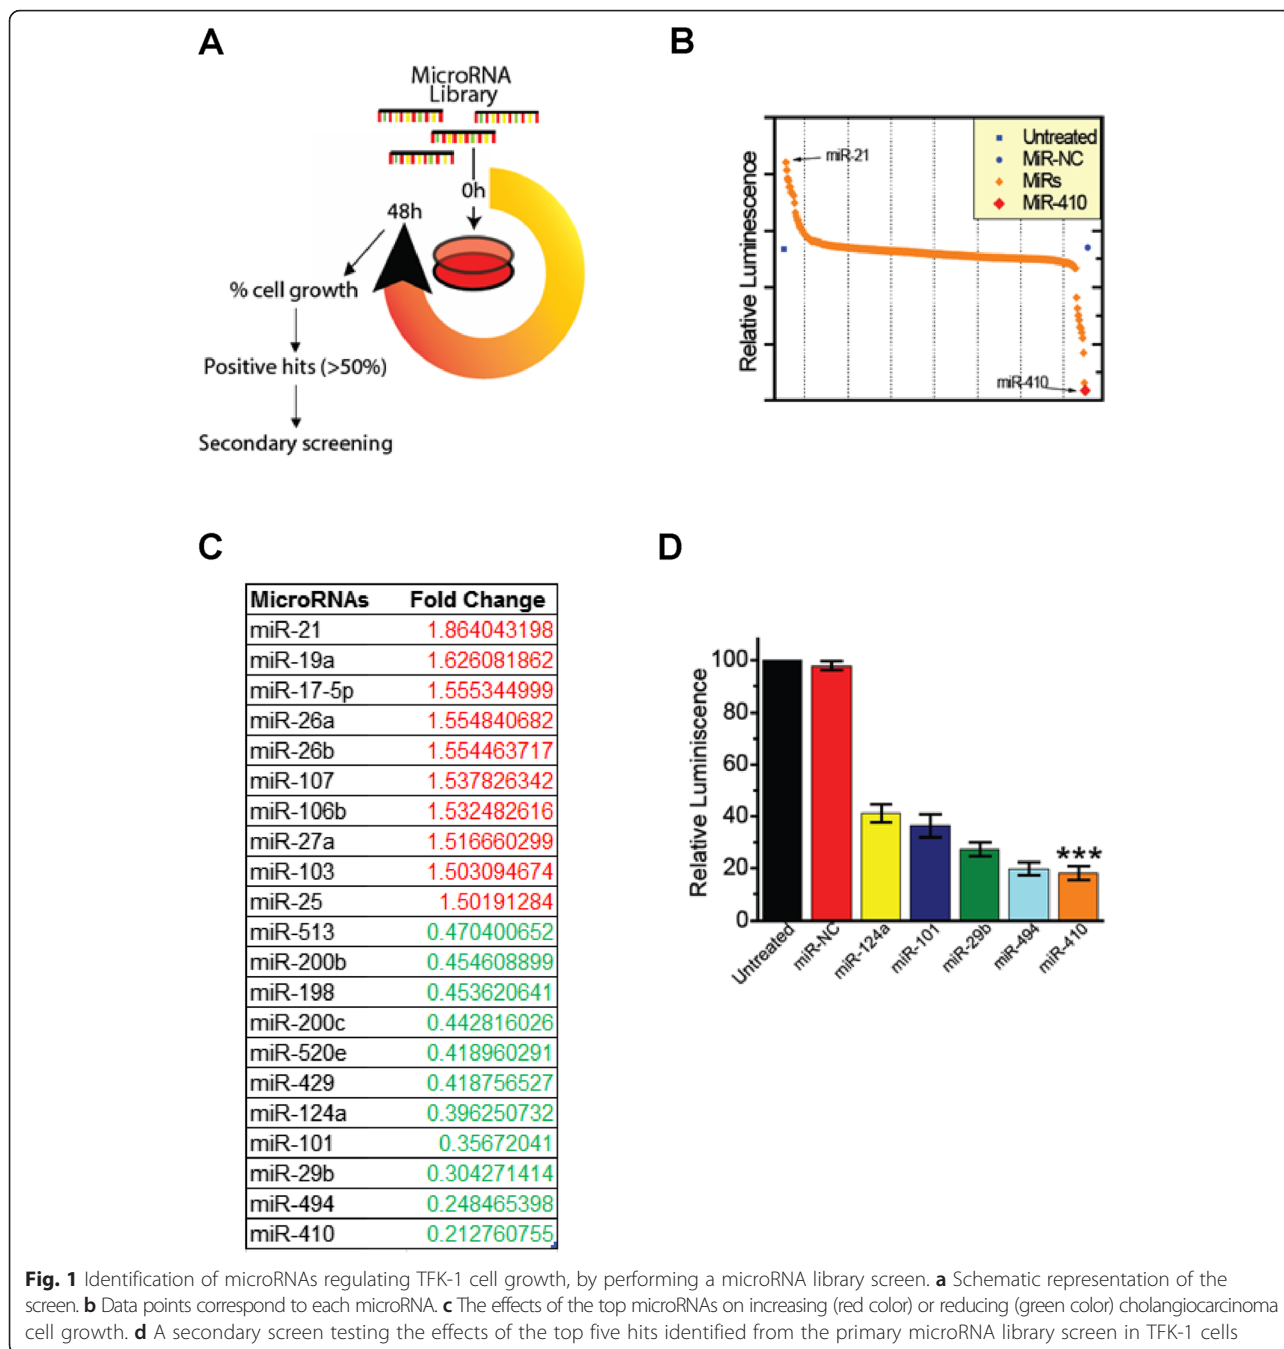 A
MicroRNA
Library
0h
48h
% cell growth
Positive hits (>50%)
Secondary screening
B
Relative Luminescence
miR-21
Untreated
MiR-NC
MiRs
MiR-410
miR-410
C
MicroRNAs Fold Change
miR-21 1.864043198
miR-19a 1.626081862
miR-17-5p 1.555344999
miR-26a 1.554840682
miR-26b 1.554463717
miR-107 1.537826342
miR-106b 1.532482616
miR-27a 1.516660299
miR-103 1.503094674
miR-25 1.50191284
miR-513 0.470400652
miR-200b 0.454608899
miR-198 0.453620641
miR-200c 0.442816026
miR-520e 0.418960291
miR-429 0.418756527
miR-124a 0.396250732
miR-101 0.35672041
miR-29b 0.304271414
miR-494 0.248465398
miR-410 0.212760755
D
Relative Luminiscence
100
80
60
40
20
0
***
Untreated
miR-NC
miR-124a
miR-101
miR-29b
miR-494
miR-410
Fig. 1 Identification of microRNAs regulating TFK-1 cell growth, by performing a microRNA library screen. a Schematic representation of the
screen. b Data points correspond to each microRNA. c The effects of the top microRNAs on increasing (red color) or reducing (green color) cholangiocarcinoma
cell growth. d A secondary screen testing the effects of the top five hits identified from the primary microRNA library screen in TFK-1 cells